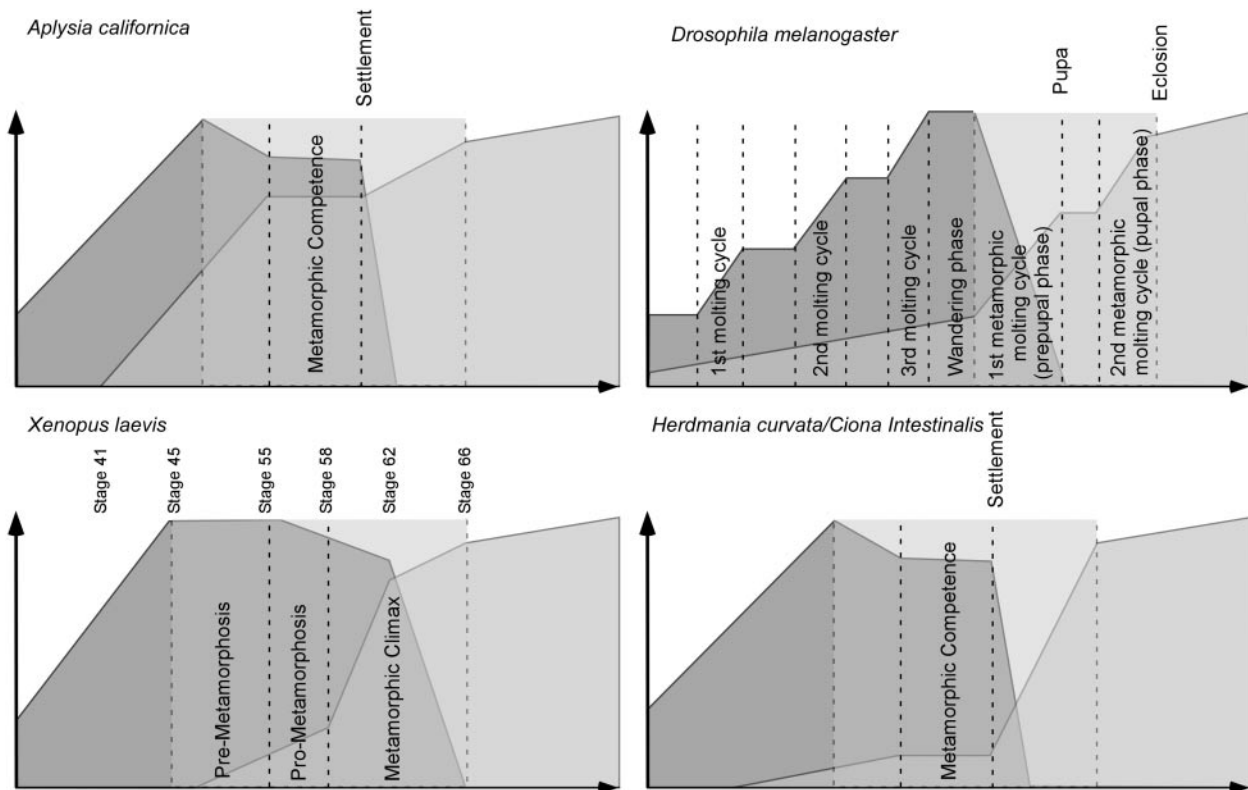 Aplysia californica
Settlement
Metamorphic Competence
Drosophila melanogaster
Pupa
Eclosion
1st molting cycle
2nd molting cycle
3rd molting cycle
Wandering phase
1st metamorphic
molting cycle
(prepupal phase)
2nd metamorphic
molting cycle (pupal phase)
Xenopus laevis
Stage 41
Stage 45
Stage 55
Stage 58
Stage 62
Stage 66
Pre-Metamorphosis
Pro-Metamorphosis
Metamorphic Climax
Herdmania curvata/Ciona Intestinalis
Settlement
Metamorphic Competence